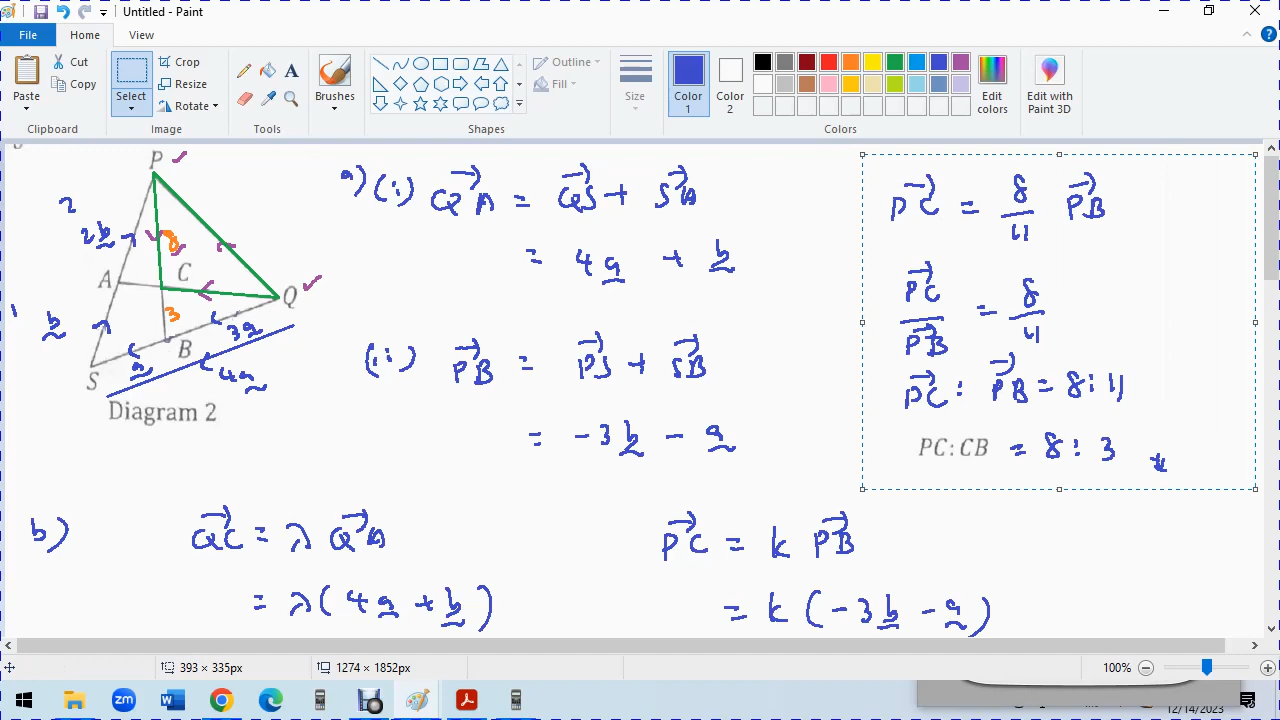 Untitled - Paint
File Home View
Paste
Cut
Copy
Select
Crop
Resize
Rotate
Brushes
Outline
Fill
Size
Color 1
Color 2
Edit colors
Edit with Paint 3D
Clipboard
Image
Tools
Shapes
Colors
P
2
2b
8
A
C
Q
1
b
3
3a
S
a
B
4a
Diagram 2
a) (i) QA = QS + SA
= 4a + b
(ii) PB = PS + SB
= -3b - a
PC = 8/11 PB
PC/PB = 8/11
PC : PB = 8 : 11
PC:CB = 8 : 3
b) QC = λ QA
= λ(4a + b)
PC = k PB
= k(-3b - a)
393 × 335px
1274 × 1852px
100%
12/14/2023